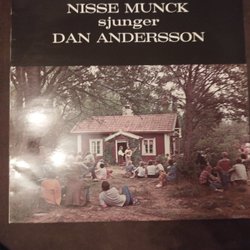 NISSE MUNCK
sjunger
DAN ANDERSSON